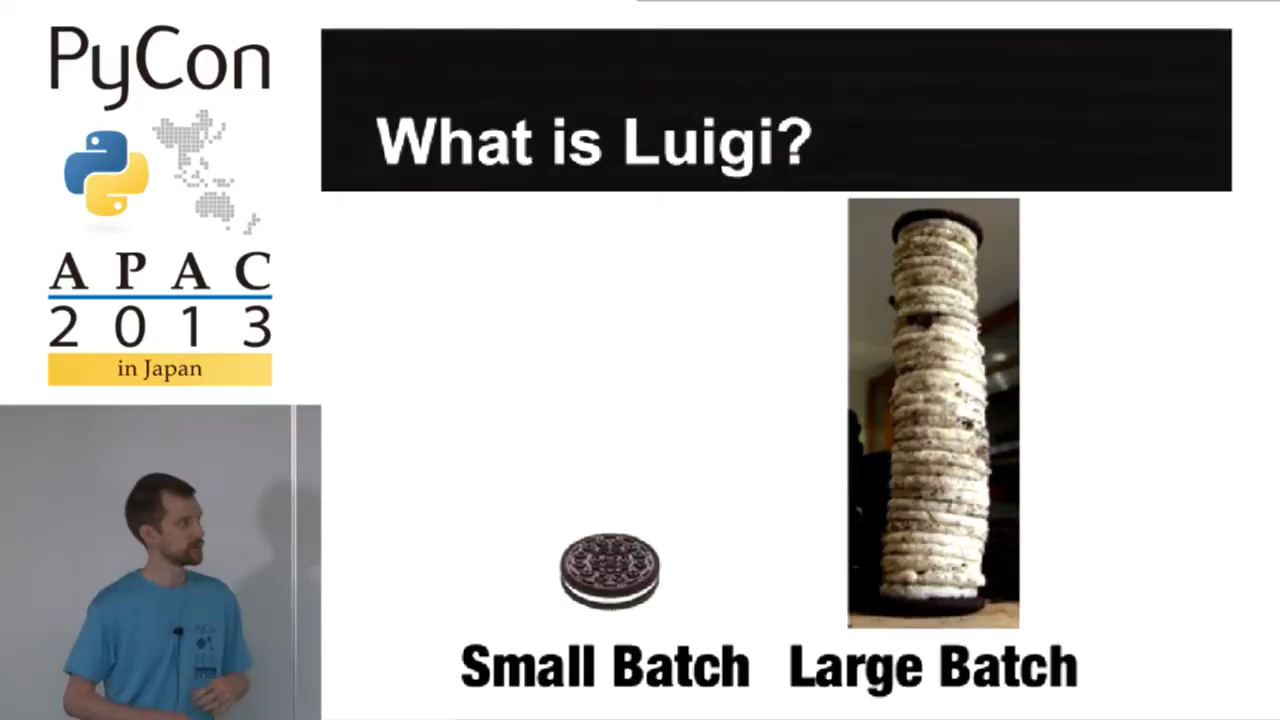 PyCon
APAC
2013
in Japan
What is Luigi?
Small Batch
Large Batch